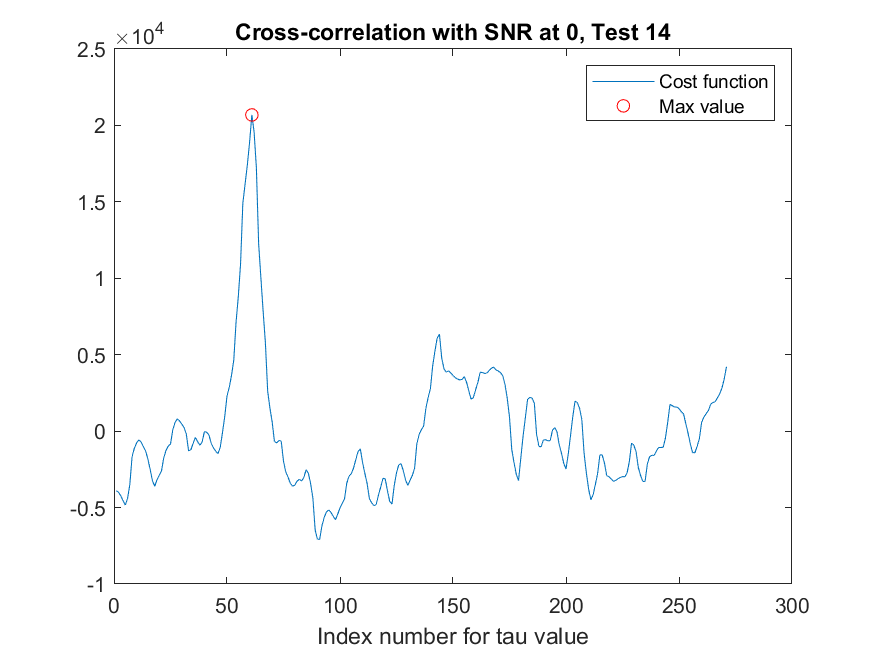 Cross-correlation with SNR at 0, Test 14
×10^4
2.5
2
1.5
1
0.5
0
-0.5
-1
0 50 100 150 200 250 300
Index number for tau value
Cost function
Max value